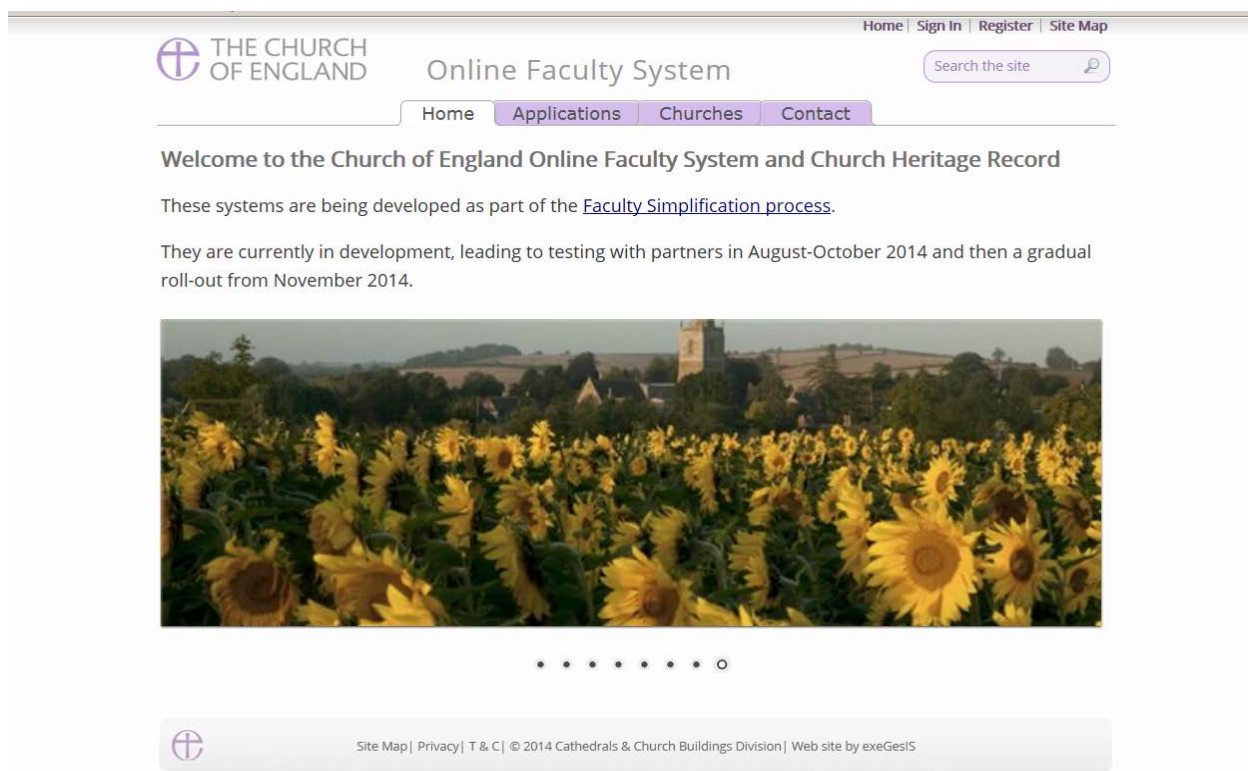 Home | Sign In | Register | Site Map
THE CHURCH
OF ENGLAND
Online Faculty System
Search the site
Home Applications Churches Contact
Welcome to the Church of England Online Faculty System and Church Heritage Record
These systems are being developed as part of the Faculty Simplification process.
They are currently in development, leading to testing with partners in August-October 2014 and then a gradual
roll-out from November 2014.
Site Map| Privacy| T & C| © 2014 Cathedrals & Church Buildings Division| Web site by exeGesIS